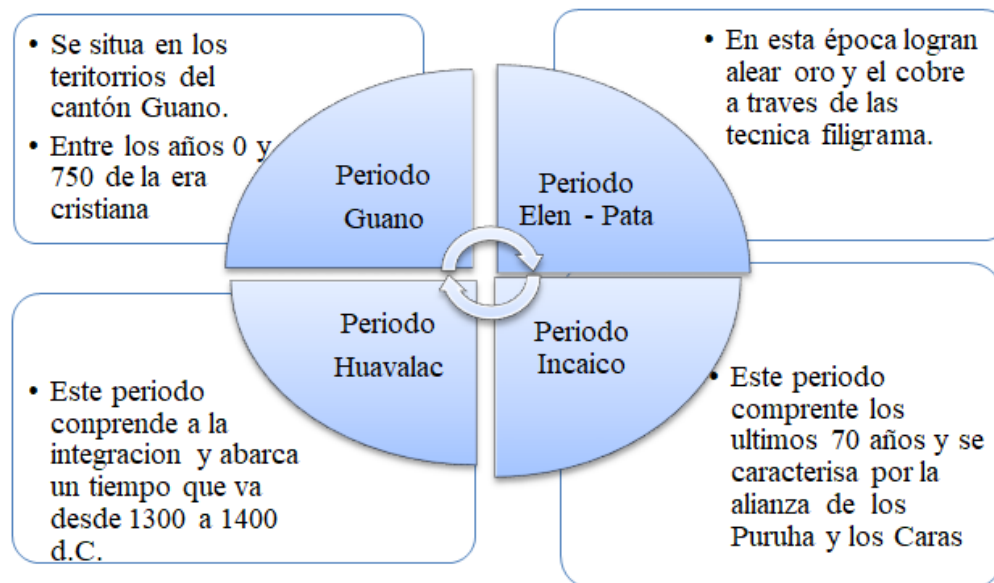 • Se situa en los
teritorrios del
cantón Guano.
• Entre los años 0 y
750 de la era
cristiana
Periodo
Guano
• En esta época logran
alear oro y el cobre
a traves de las
tecnica filigrama.
Periodo
Elen - Pata
Periodo
Huavalac
• Este periodo
conprende a la
integracion y abarca
un tiempo que va
desde 1300 a 1400
d.C.
Periodo
Incaico
• Este periodo
comprente los
ultimos 70 años y se
caracterisa por la
alianza de los
Puruha y los Caras